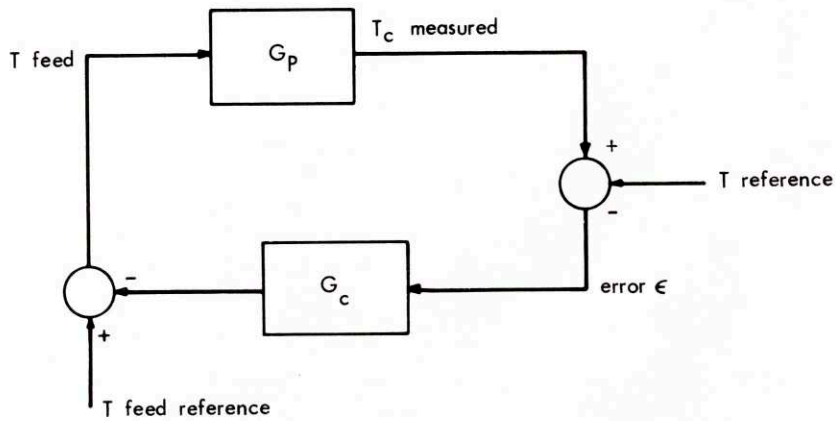 T feed
G_p
T_c measured
+
T reference
-
error ϵ
G_c
-
+
T feed reference